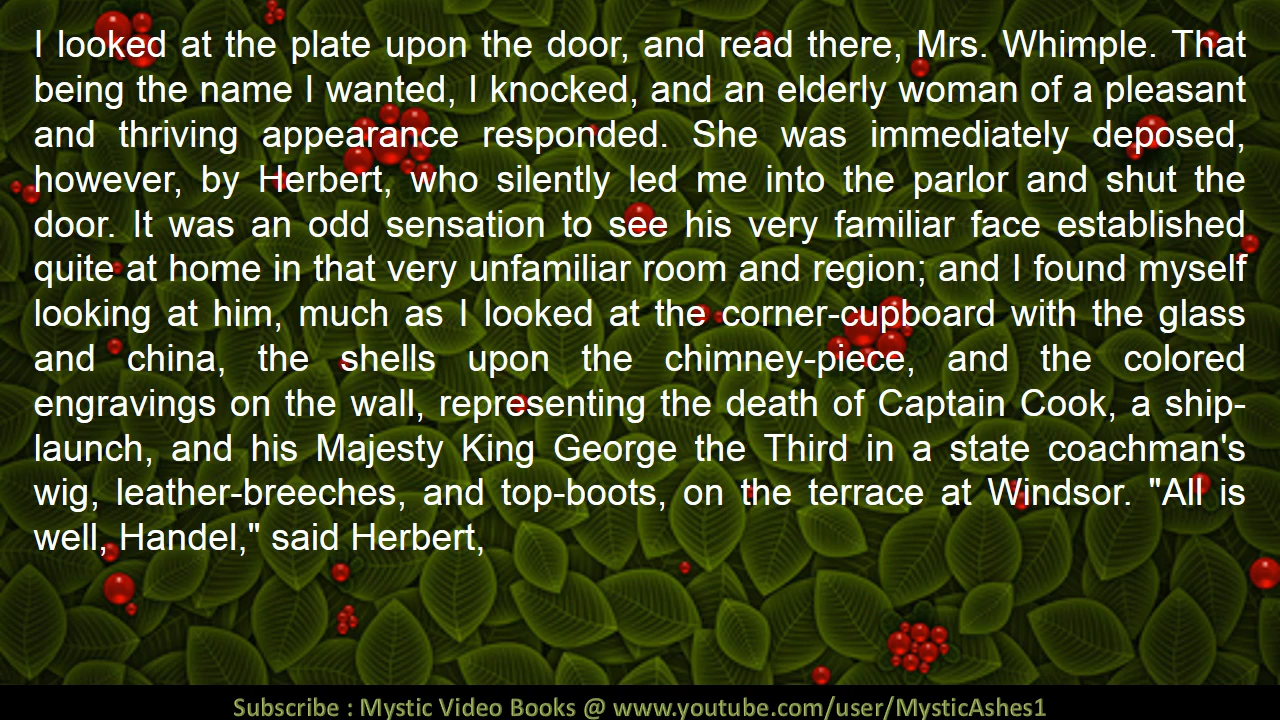 I looked at the plate upon the door, and read there, Mrs. Whimple. That
being the name I wanted, I knocked, and an elderly woman of a pleasant
and thriving appearance responded. She was immediately deposed,
however, by Herbert, who silently led me into the parlor and shut the
door. It was an odd sensation to see his very familiar face established
quite at home in that very unfamiliar room and region; and I found myself
looking at him, much as I looked at the corner-cupboard with the glass
and china, the shells upon the chimney-piece, and the colored
engravings on the wall, representing the death of Captain Cook, a ship-
launch, and his Majesty King George the Third in a state coachman's
wig, leather-breeches, and top-boots, on the terrace at Windsor. "All is
well, Handel," said Herbert,
Subscribe : Mystic Video Books @ www.youtube.com/user/MysticAshes1